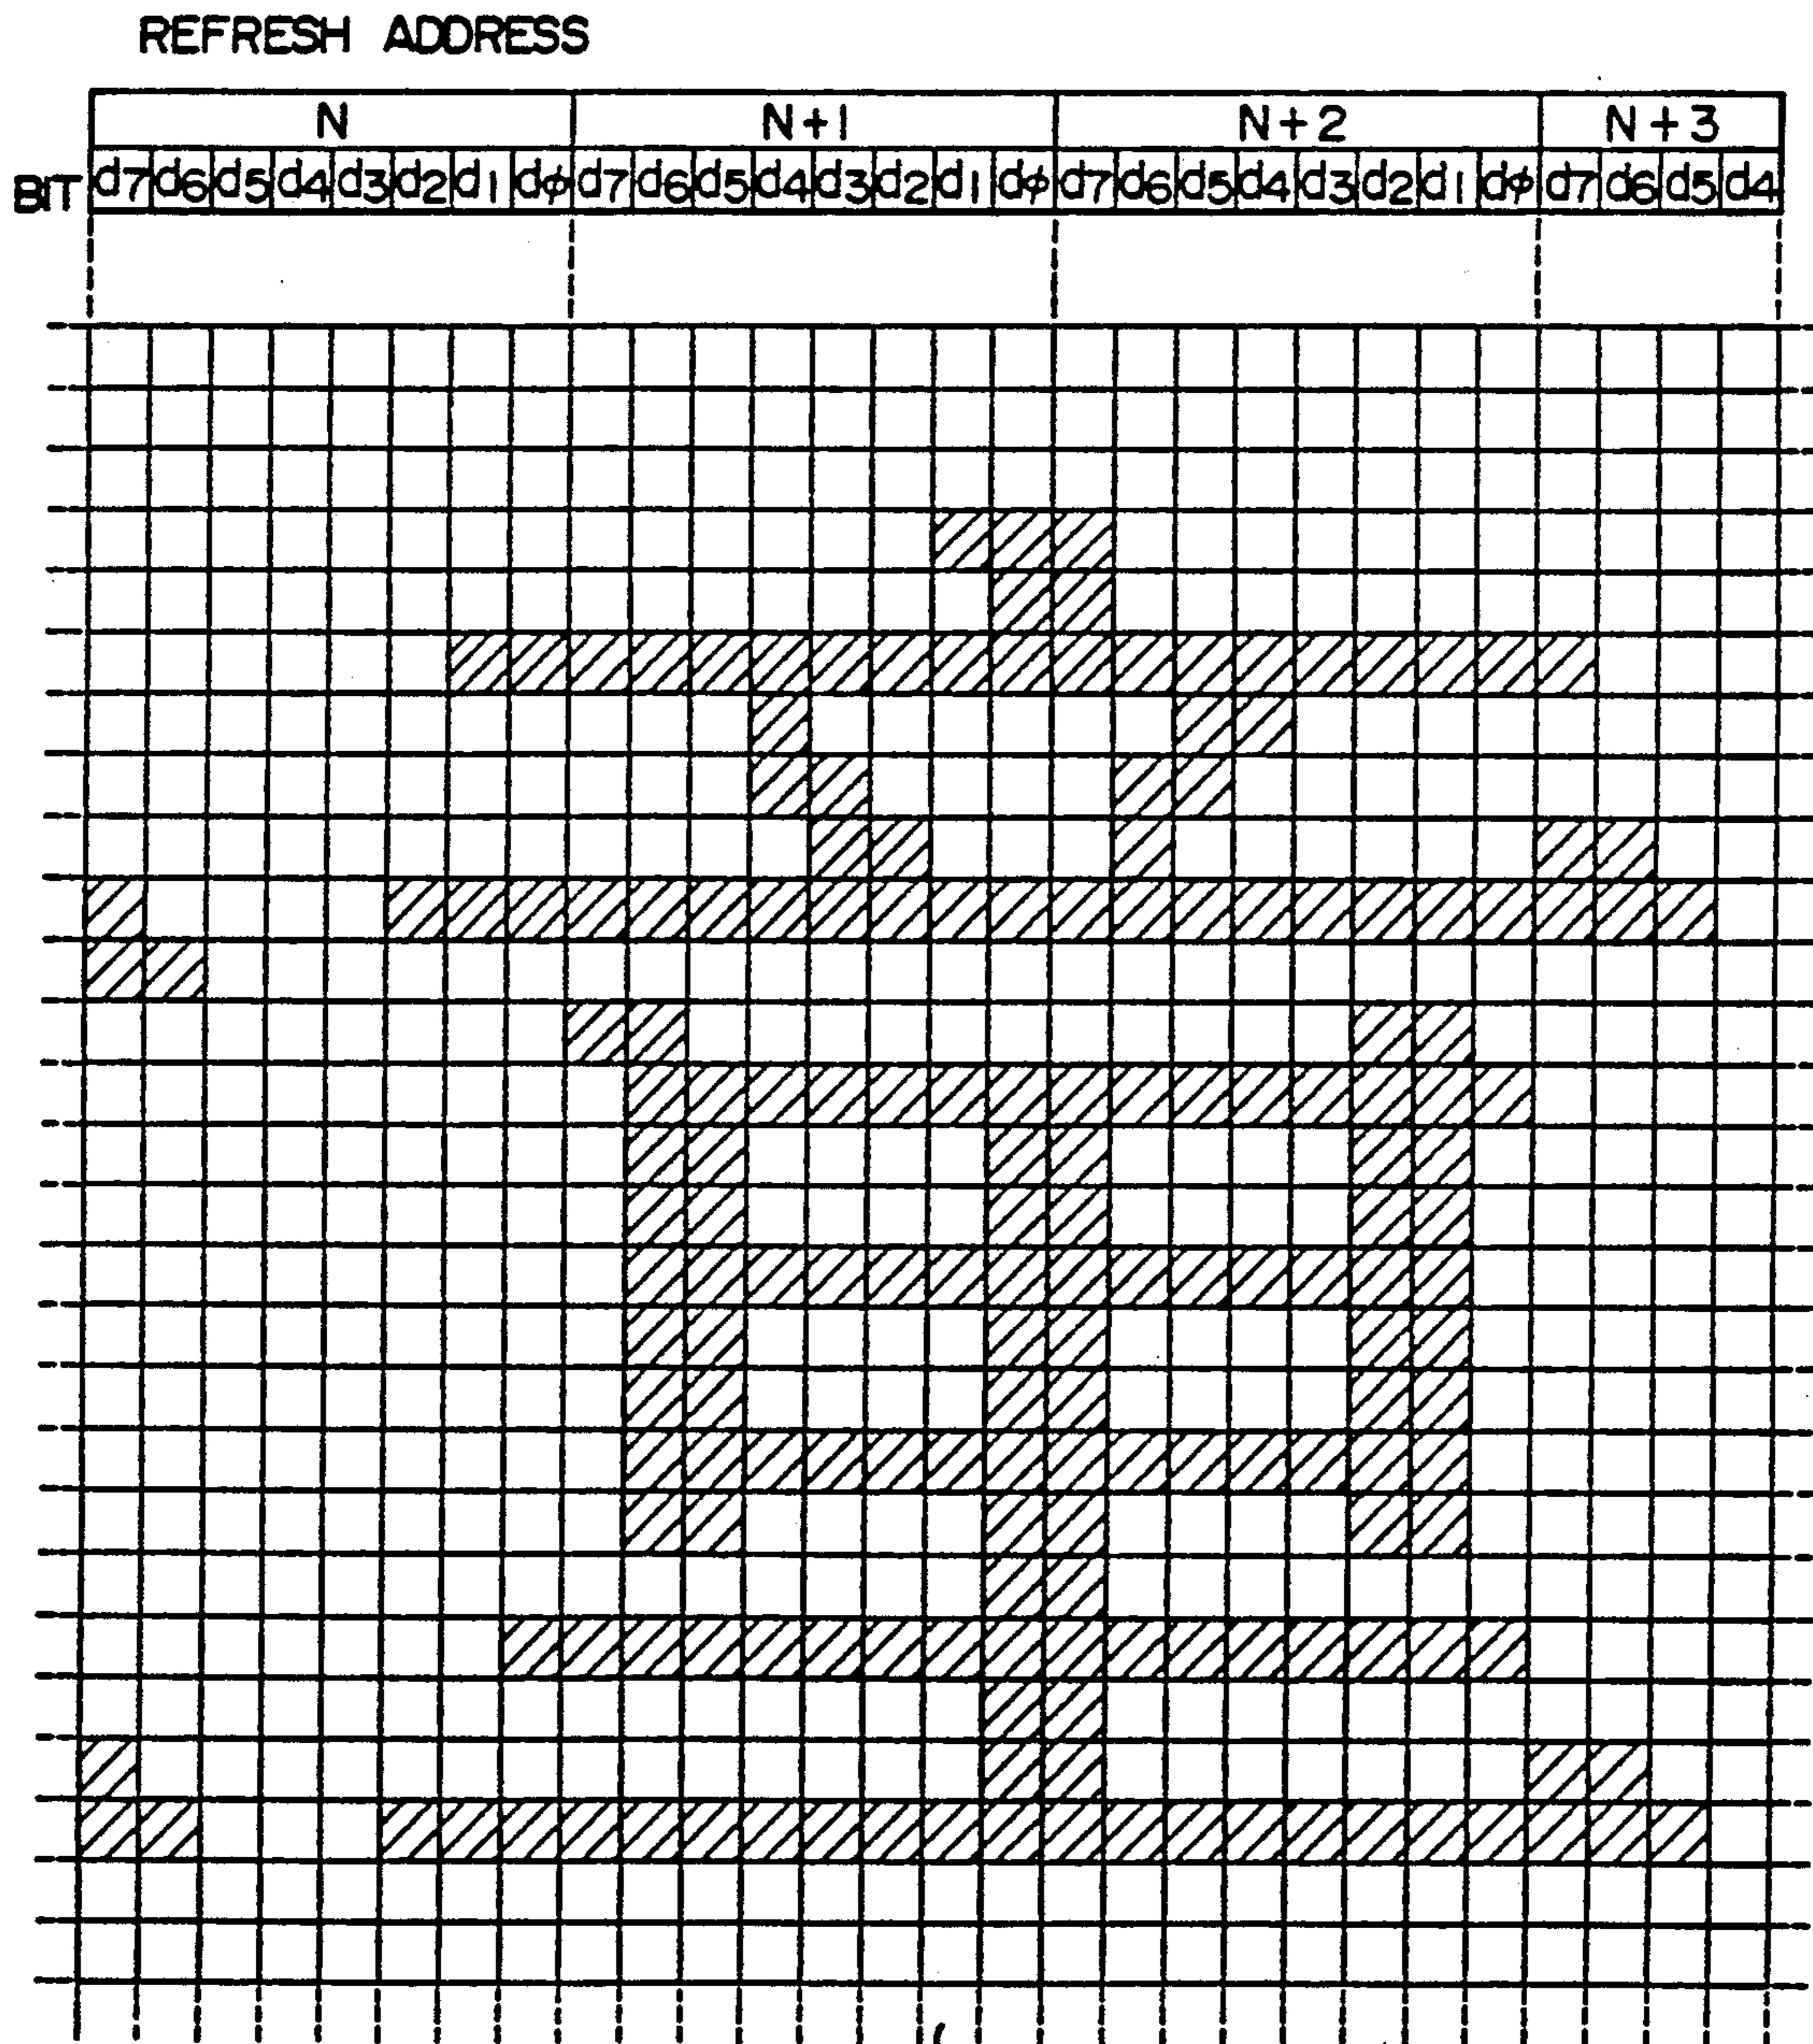 REFRESH ADDRESS
N N+1 N+2 N+3
BIT d7 d6 d5 d4 d3 d2 d1 dϕ d7 d6 d5 d4 d3 d2 d1 dϕ d7 d6 d5 d4 d3 d2 d1 dϕ d7 d6 d5 d4